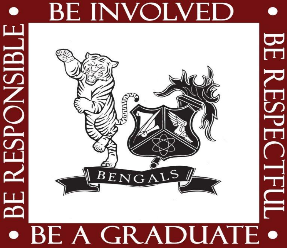 BE INVOLVED
BE RESPONSIBLE
BE RESPECTFUL
BENGALS
BE A GRADUATE